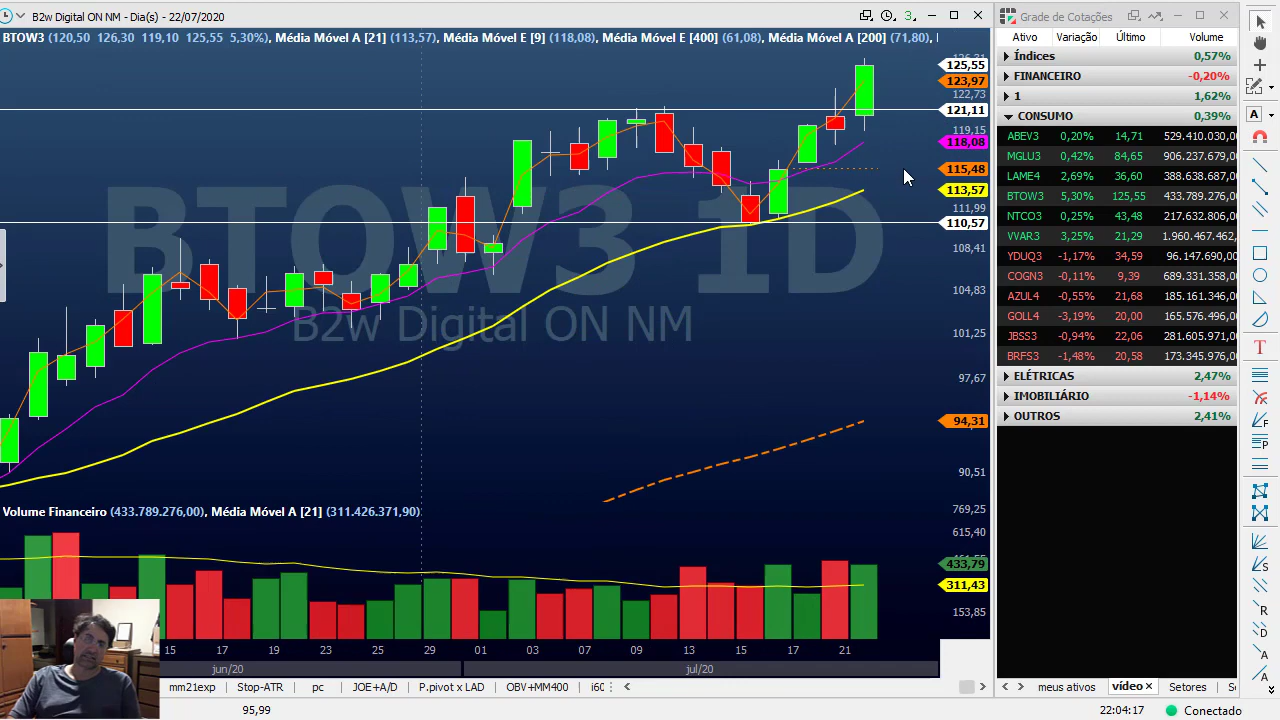 B2w Digital ON NM - Dia(s) - 22/07/2020
BTOW3 (120,50 126,30 119,10 125,55 5,30%), Média Móvel A [21] (113,57), Média Móvel E [9] (118,08), Média Móvel E [400] (61,08), Média Móvel A [200] (71,80),
125,55
123,97
122,73
121,11
119,15
118,08
115,48
113,57
111,99
110,57
108,41
104,83
101,25
97,67
94,31
90,51
BTOW3 1D
B2w Digital ON NM
Volume Financeiro (433.789.276,00), Média Móvel A [21] (311.426.371,90)
769,25
615,40
433,79
311,43
153,85
15 17 19 23 25 29 01 03 07 09 13 15 17 21
jun/20 jul/20
mm21exp Stop-ATR pc JOE+A/D P.pivot x LAD OBV+MM400 i60
95,99
Grade de Cotações
Ativo Variação Último Volume
Índices 0,57%
FINANCEIRO -0,20%
1 1,62%
CONSUMO 0,39%
ABEV3 0,20% 14,71 529.410.030,0
MGLU3 0,42% 84,65 906.237.679,0
LAME4 2,69% 36,60 388.638.687,0
BTOW3 5,30% 125,55 433.789.276,0
NTCO3 0,25% 43,48 217.632.806,0
VVAR3 3,25% 21,29 1.960.467.462,
YDUQ3 -1,17% 34,59 96.147.690,00
COGN3 -0,11% 9,39 689.331.358,0
AZUL4 -0,55% 21,68 185.161.346,0
GOLL4 -3,19% 20,00 165.576.496,0
JBSS3 -0,94% 22,06 281.605.971,0
BRFS3 -1,48% 20,58 173.345.976,0
ELÉTRICAS 2,47%
IMOBILIÁRIO -1,14%
OUTROS 2,41%
meus ativos vídeo Setores
22:04:17 Conectado